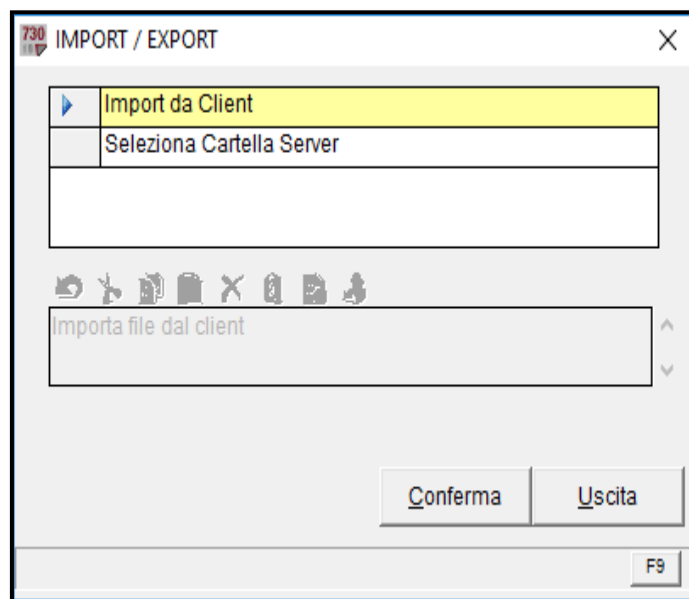 730
IMPORT / EXPORT
Import da Client
Seleziona Cartella Server
Importa file dal client
Conferma
Uscita
F9